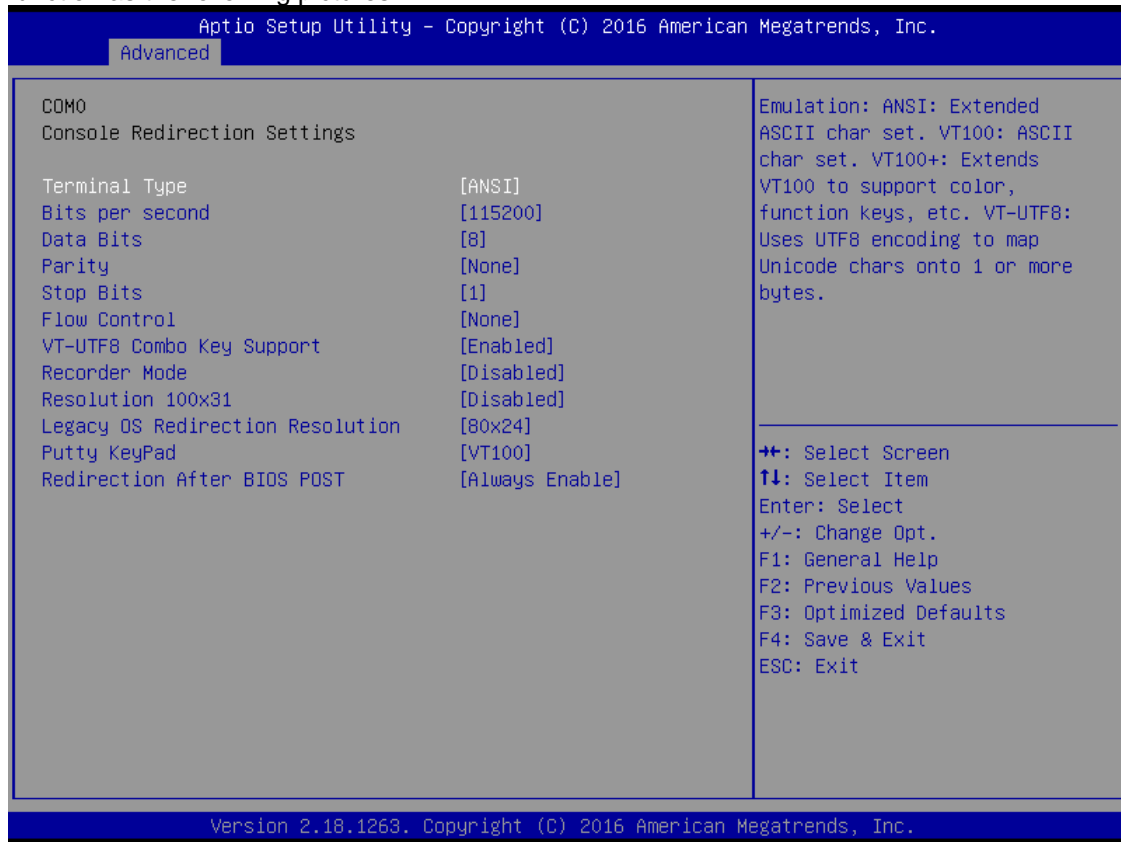 Aptio Setup Utility – Copyright (C) 2016 American Megatrends, Inc.
Advanced
COM0
Console Redirection Settings
Terminal Type [ANSI]
Bits per second [115200]
Data Bits [8]
Parity [None]
Stop Bits [1]
Flow Control [None]
VT-UTF8 Combo Key Support [Enabled]
Recorder Mode [Disabled]
Resolution 100x31 [Disabled]
Legacy OS Redirection Resolution [80x24]
Putty KeyPad [VT100]
Redirection After BIOS POST [Always Enable]
Emulation: ANSI: Extended
ASCII char set. VT100: ASCII
char set. VT100+: Extends
VT100 to support color,
function keys, etc. VT-UTF8:
Uses UTF8 encoding to map
Unicode chars onto 1 or more
bytes.
→←: Select Screen
↑↓: Select Item
Enter: Select
+/-: Change Opt.
F1: General Help
F2: Previous Values
F3: Optimized Defaults
F4: Save & Exit
ESC: Exit
Version 2.18.1263. Copyright (C) 2016 American Megatrends, Inc.